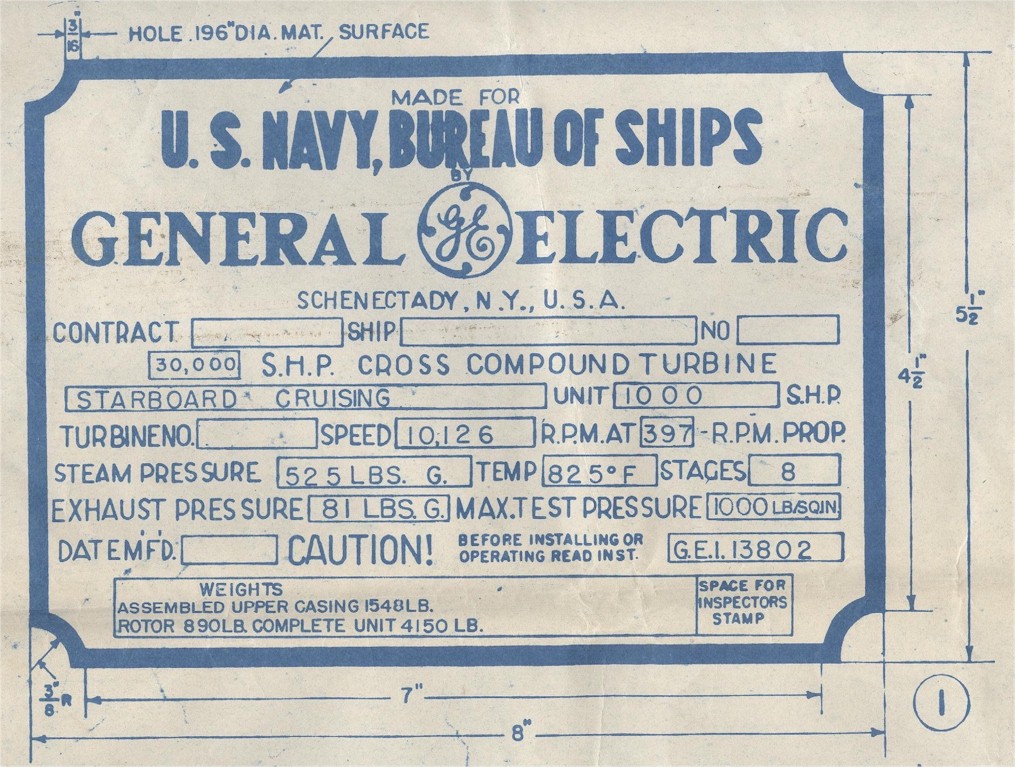 3/16" HOLE .196" DIA. MAT. SURFACE
MADE FOR
U.S. NAVY, BUREAU OF SHIPS
BY
GENERAL GE ELECTRIC
SCHENECTADY, N.Y., U.S.A.
CONTRACT SHIP NO
30,000 S.H.P. CROSS COMPOUND TURBINE
STARBOARD CRUISING UNIT 1000 S.H.P
TURBINE NO. SPEED 10,126 R.P.M. AT 397 -R.P.M. PROP.
STEAM PRESSURE 525 LBS. G. TEMP 825°F STAGES 8
EXHAUST PRESSURE 81 LBS. G. MAX. TEST PRESSURE 1000 LB/SQ.IN.
DATE M'F'D. CAUTION! BEFORE INSTALLING OR
OPERATING READ INST. G.E.I. 13802
WEIGHTS
ASSEMBLED UPPER CASING 1548 LB.
ROTOR 890 LB. COMPLETE UNIT 4150 LB.
SPACE FOR
INSPECTORS
STAMP
4 1/2"
5 1/2"
3/8" R
7"
8"
1